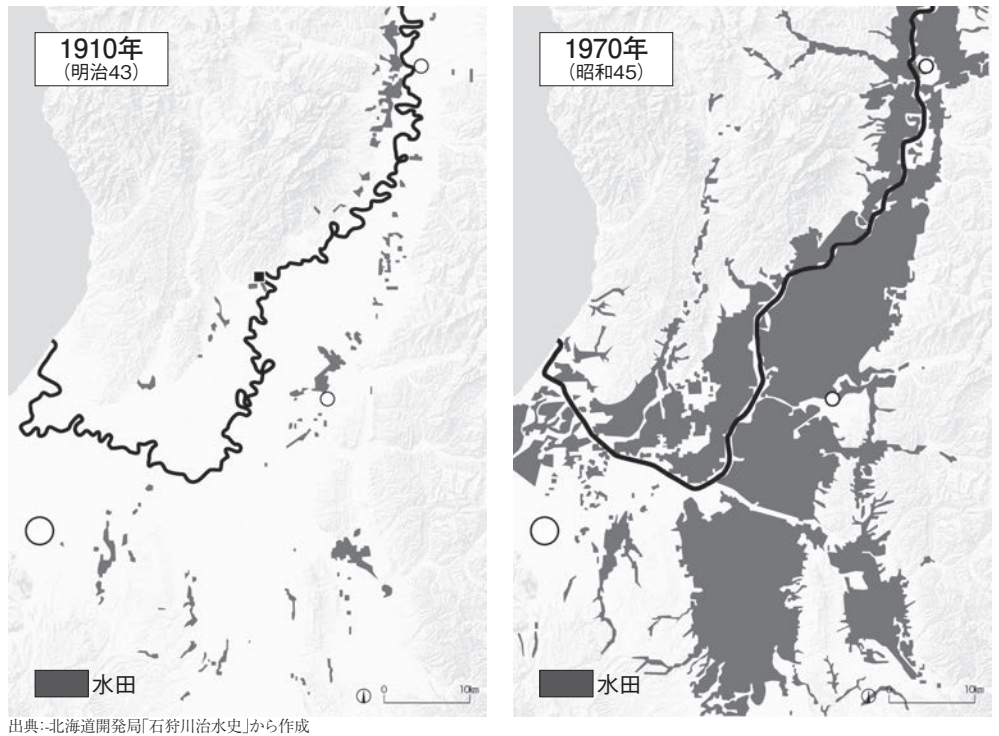 1910年
（明治43）
水田
0 10km
1970年
（昭和45）
水田
0 10km
出典：-北海道開発局「石狩川治水史」から作成